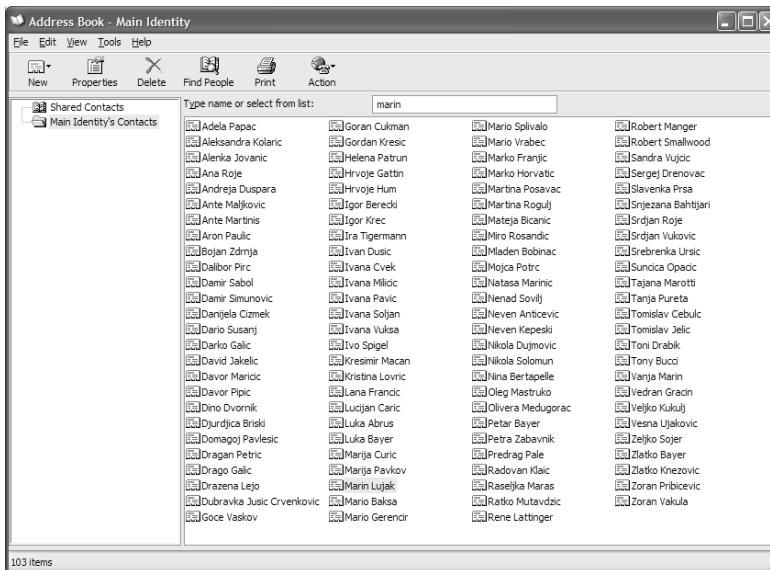 Address Book - Main Identity
File Edit View Tools Help
New Properties Delete Find People Print Action
Shared Contacts
Main Identity's Contacts
Type name or select from list: marin
Adela Papac Goran Cukman Mario Splivalo Robert Manger
Aleksandra Kolaric Gordan Kresic Mario Vrabec Robert Smallwood
Alenka Jovanic Helena Patrun Marko Franjic Sandra Vujcic
Ana Roje Hrvoje Gattin Marko Horvatic Sergej Drenovac
Andreja Duspara Hrvoje Hum Martina Posavac Slavenka Prsa
Ante Maljkovic Igor Berecki Martina Rogulj Snjezana Bahtijari
Ante Martinis Igor Krec Mateja Bicanic Srdjan Roje
Aron Paulic Ira Tigermann Miro Rosandic Srdjan Vukovic
Bojan Zdrnja Ivan Dusic Mladen Bobinac Srebrenka Ursic
Dalibor Pirc Ivana Cvek Mojca Potrc Suncica Opacic
Damir Sabol Ivana Milicic Natasa Marinic Tajana Marotti
Damir Simunovic Ivana Pavic Nenad Sovilj Tanja Pureta
Danijela Cizmek Ivana Soljan Neven Anticevic Tomislav Cebulc
Dario Susanj Ivana Vuksa Neven Kepeski Tomislav Jelic
Darko Galic Ivo Spigel Nikola Dujmovic Toni Drabik
David Jakelic Kresimir Macan Nikola Solomun Tony Bucci
Davor Maricic Kristina Lovric Nina Bertapelle Vanja Marin
Davor Pipic Lana Francic Oleg Mastruko Vedran Gracin
Dino Dvornik Lucijan Caric Olivera Medugorac Veljko Kukulj
Djurdjica Briski Luka Abrus Petar Bayer Vesna Ujakovic
Domagoj Pavlesic Luka Bayer Petra Zabavnik Zeljko Sojer
Dragan Petric Marija Curic Predrag Pale Zlatko Bayer
Drago Galic Marija Pavkov Radovan Klaic Zlatko Knezovic
Drazena Lejo Marin Lujak Raseljka Maras Zoran Pribicevic
Dubravka Jusic Crvenkovic Mario Baksa Ratko Mutavdzic Zoran Vakula
Goce Vaskov Mario Gerencir Rene Lattinger
103 items